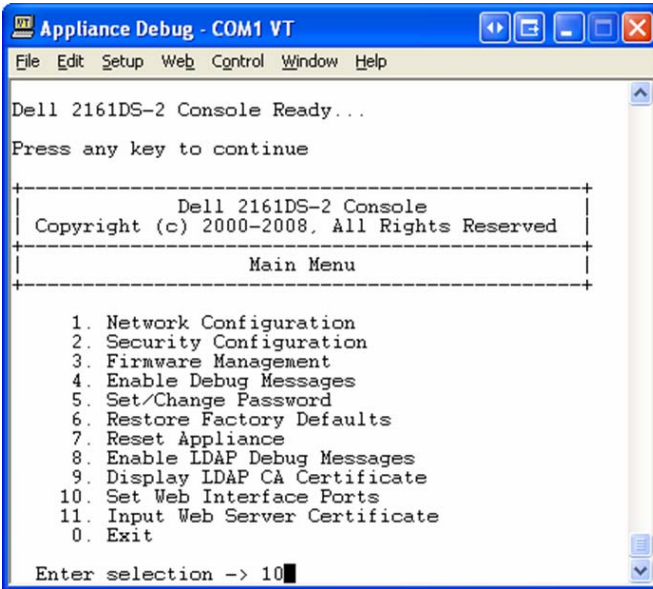 Appliance Debug - COM1 VT
File Edit Setup Web Control Window Help
Dell 2161DS-2 Console Ready...
Press any key to continue
Dell 2161DS-2 Console
Copyright (c) 2000-2008, All Rights Reserved
Main Menu
1. Network Configuration
2. Security Configuration
3. Firmware Management
4. Enable Debug Messages
5. Set/Change Password
6. Restore Factory Defaults
7. Reset Appliance
8. Enable LDAP Debug Messages
9. Display LDAP CA Certificate
10. Set Web Interface Ports
11. Input Web Server Certificate
0. Exit
Enter selection -> 10